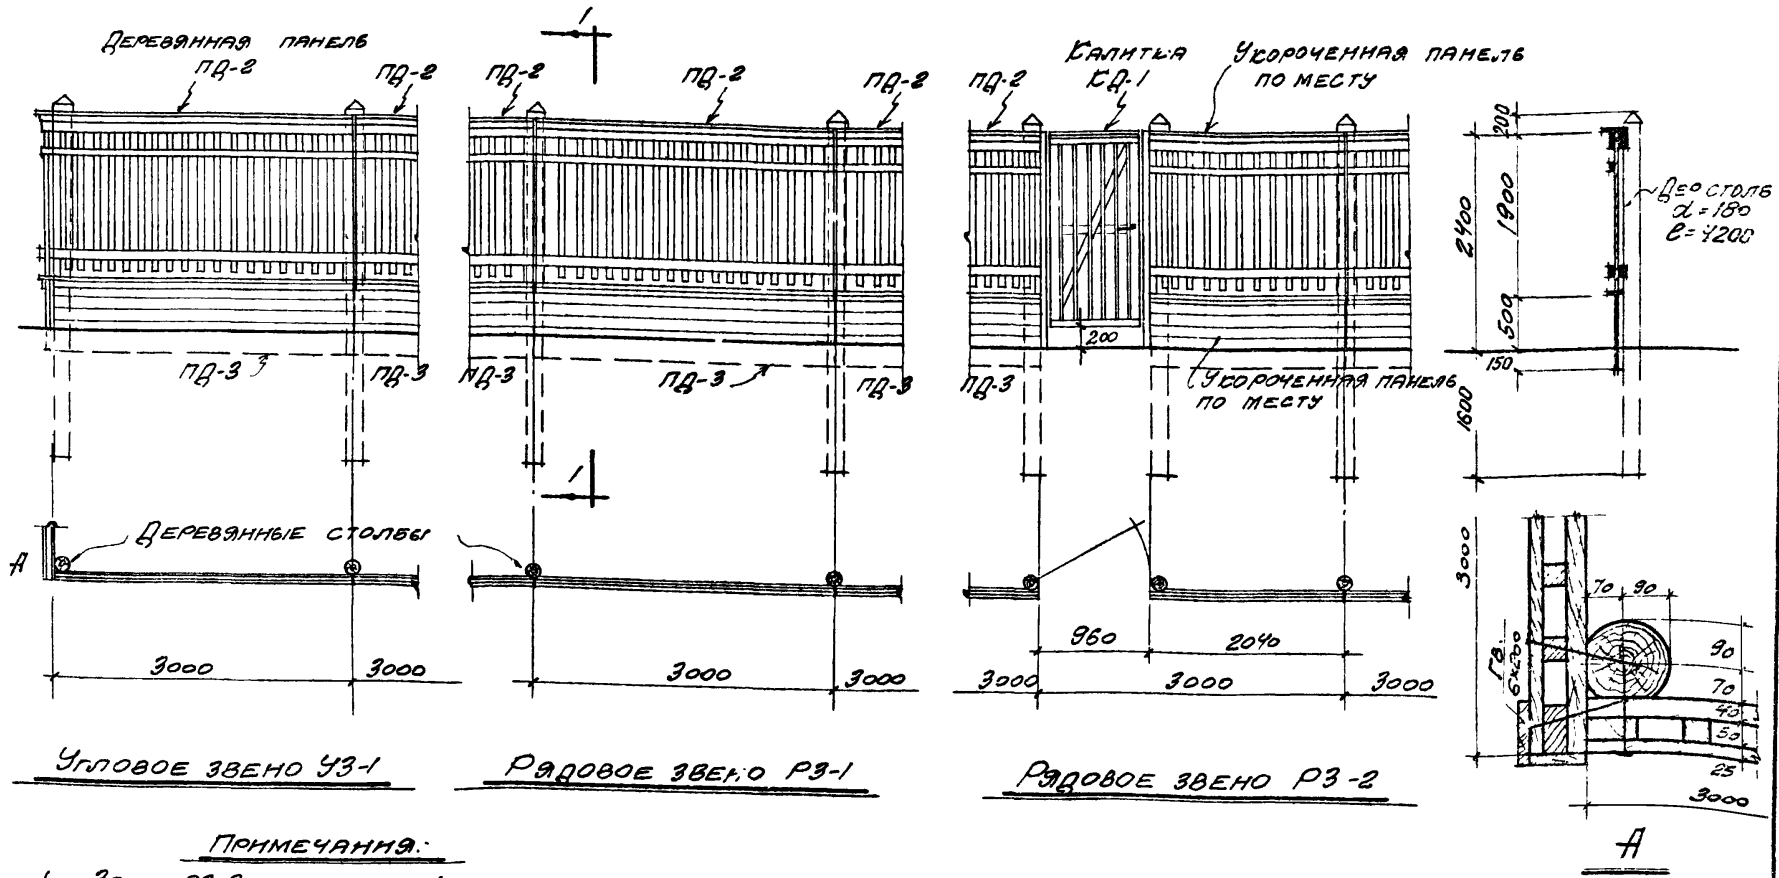 Деревянная панель
ПД-2
ПД-2
ПД-2
ПД-2
ПД-2
1
ПД-2
Калитка
КД-1
Укороченная панель
по месту
200
2400
1900
500
150
1600
Дер столб
d=180
l=4200
200
ПД-3
ПД-3
ПД-3
ПД-3
ПД-3
ПД-3
Укороченная панель
по месту
1
А
Деревянные столбы
3000
3000
3000
3000
960
2040
3000
3000
3000
3000
70
90
Гв.
6х200
90
70
40
50
25
3000
Угловое звено УЗ-1
Рядовое звено РЗ-1
Рядовое звено РЗ-2
А
Примечания: